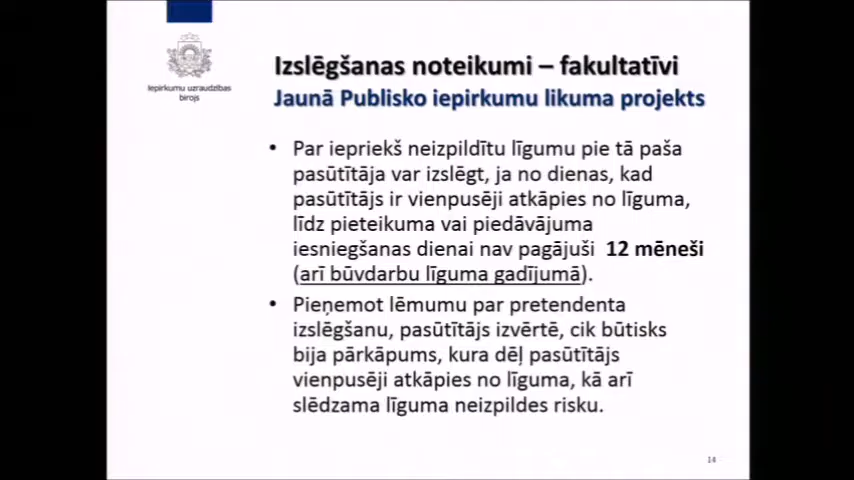 Iepirkumu uzraudzības
birojs
Izslēgšanas noteikumi – fakultatīvi
Jaunā Publisko iepirkumu likuma projekts
• Par iepriekš neizpildītu līgumu pie tā paša
pasūtītāja var izslēgt, ja no dienas, kad
pasūtītājs ir vienpusēji atkāpies no līguma,
līdz pieteikuma vai piedāvājuma
iesniegšanas dienai nav pagājuši 12 mēneši
(arī būvdarbu līguma gadījumā).
• Pieņemot lēmumu par pretendenta
izslēgšanu, pasūtītājs izvērtē, cik būtisks
bija pārkāpums, kura dēļ pasūtītājs
vienpusēji atkāpies no līguma, kā arī
slēdzama līguma neizpildes risku.
14